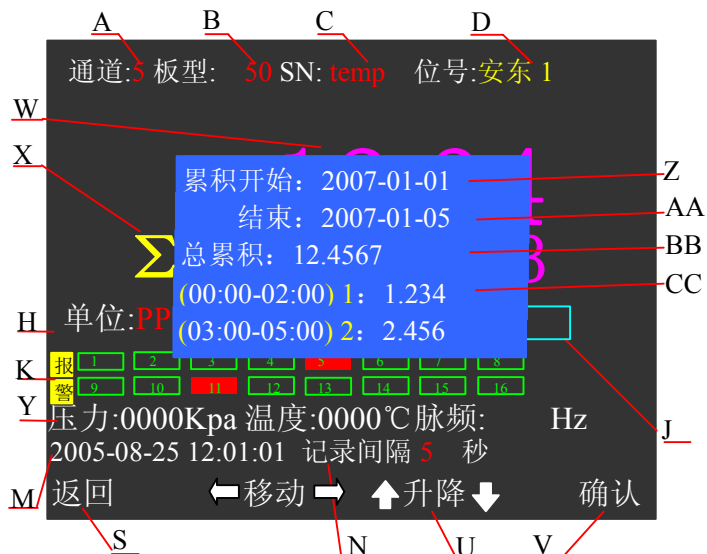 A B C D
通道:5 板型: 50 SN: temp 位号:安东 1
W
X
累积开始：2007-01-01 Z
结束：2007-01-05 AA
Σ 总累积：12.4567 BB
(00:00-02:00) 1：1.234 CC
H 单位:PP
(03:00-05:00) 2：2.456
报 1 2 3 4 5 6 7 8
K 警 9 10 11 12 13 14 15 16
Y 压力:0000Kpa 温度:0000℃脉频: Hz J
2005-08-25 12:01:01 记录间隔 5 秒
M 返回 移动 升降 确认
S N U V